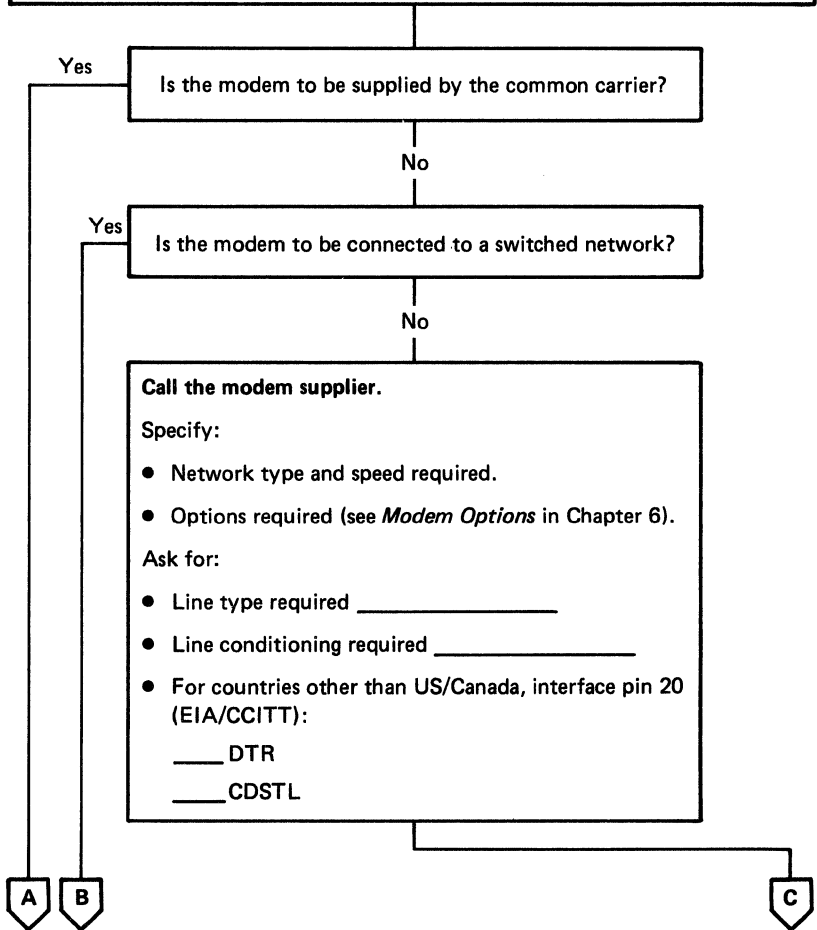 Yes
Is the modem to be supplied by the common carrier?
No
Yes
Is the modem to be connected to a switched network?
No
Call the modem supplier.
Specify:
● Network type and speed required.
● Options required (see Modem Options in Chapter 6).
Ask for:
● Line type required ____________
● Line conditioning required ____________
● For countries other than US/Canada, interface pin 20
(EIA/CCITT):
____ DTR
____ CDSTL
A B C